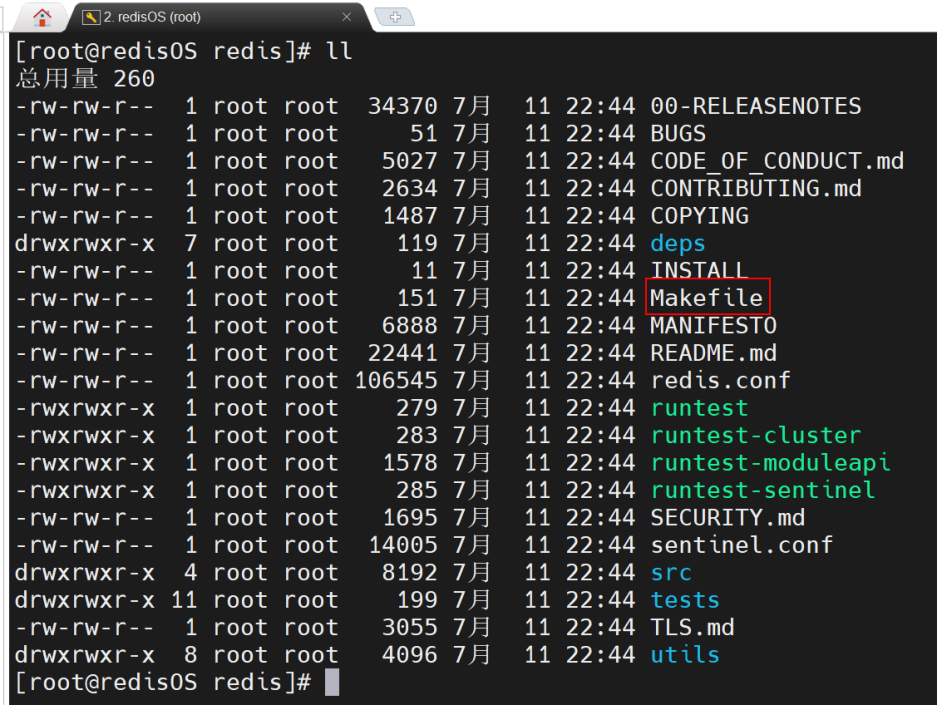 2. redisOS (root)
[root@redisOS redis]# ll
总用量 260
-rw-rw-r-- 1 root root 34370 7月 11 22:44 00-RELEASENOTES
-rw-rw-r-- 1 root root 51 7月 11 22:44 BUGS
-rw-rw-r-- 1 root root 5027 7月 11 22:44 CODE_OF_CONDUCT.md
-rw-rw-r-- 1 root root 2634 7月 11 22:44 CONTRIBUTING.md
-rw-rw-r-- 1 root root 1487 7月 11 22:44 COPYING
drwxrwxr-x 7 root root 119 7月 11 22:44 deps
-rw-rw-r-- 1 root root 11 7月 11 22:44 INSTALL
-rw-rw-r-- 1 root root 151 7月 11 22:44 Makefile
-rw-rw-r-- 1 root root 6888 7月 11 22:44 MANIFESTO
-rw-rw-r-- 1 root root 22441 7月 11 22:44 README.md
-rw-rw-r-- 1 root root 106545 7月 11 22:44 redis.conf
-rwxrwxr-x 1 root root 279 7月 11 22:44 runtest
-rwxrwxr-x 1 root root 283 7月 11 22:44 runtest-cluster
-rwxrwxr-x 1 root root 1578 7月 11 22:44 runtest-moduleapi
-rwxrwxr-x 1 root root 285 7月 11 22:44 runtest-sentinel
-rw-rw-r-- 1 root root 1695 7月 11 22:44 SECURITY.md
-rw-rw-r-- 1 root root 14005 7月 11 22:44 sentinel.conf
drwxrwxr-x 4 root root 8192 7月 11 22:44 src
drwxrwxr-x 11 root root 199 7月 11 22:44 tests
-rw-rw-r-- 1 root root 3055 7月 11 22:44 TLS.md
drwxrwxr-x 8 root root 4096 7月 11 22:44 utils
[root@redisOS redis]#